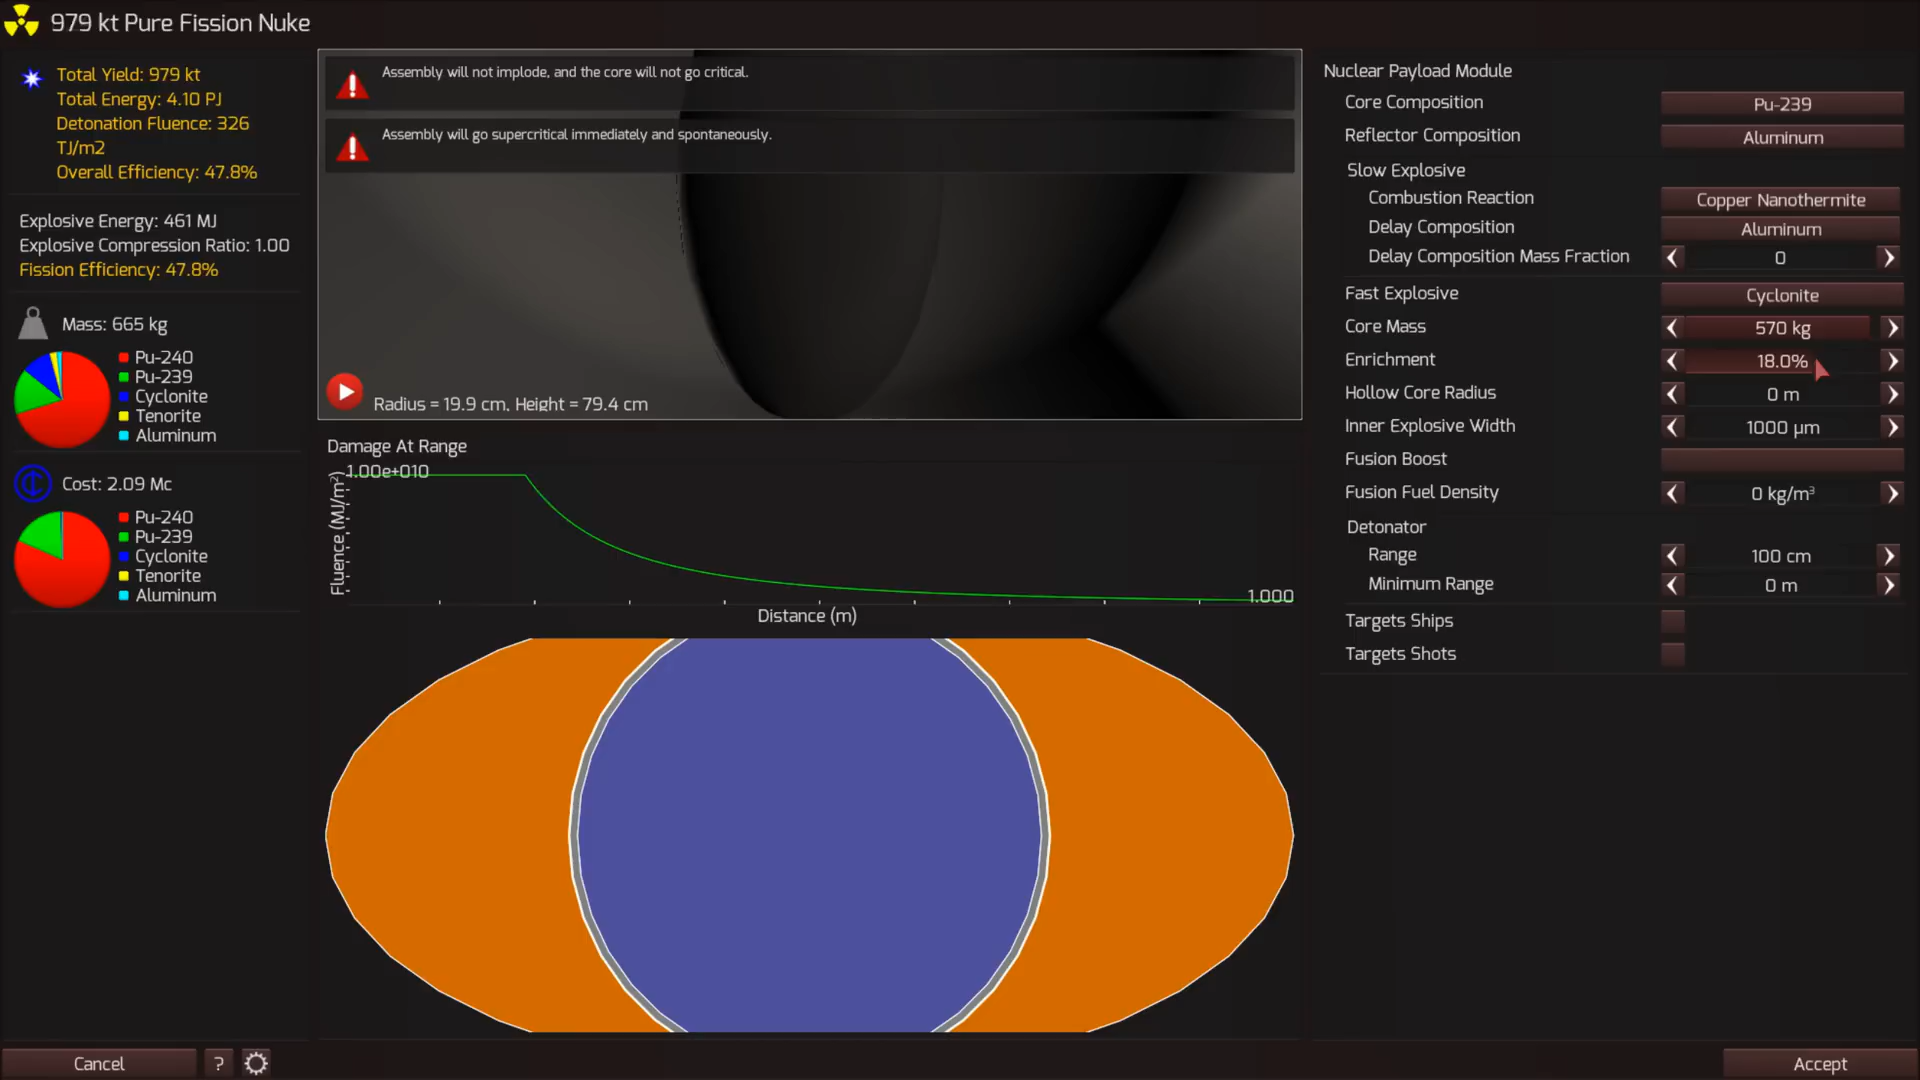 979 kt Pure Fission Nuke
Total Yield: 979 kt
Total Energy: 4.10 PJ
Detonation Fluence: 326
TJ/m2
Overall Efficiency: 47.8%
Explosive Energy: 461 MJ
Explosive Compression Ratio: 1.00
Fission Efficiency: 47.8%
Mass: 665 kg
Pu-240
Pu-239
Cyclonite
Tenorite
Aluminum
Cost: 2.09 Mc
Pu-240
Pu-239
Cyclonite
Tenorite
Aluminum
Assembly will not implode, and the core will not go critical.
Assembly will go supercritical immediately and spontaneously.
Radius = 19.9 cm, Height = 79.4 cm
Damage At Range
1.00e+010
Fluence (MJ/m²)
1.000
Distance (m)
Nuclear Payload Module
Core Composition Pu-239
Reflector Composition Aluminum
Slow Explosive
Combustion Reaction Copper Nanothermite
Delay Composition Aluminum
Delay Composition Mass Fraction 0
Fast Explosive Cyclonite
Core Mass 570 kg
Enrichment 18.0%
Hollow Core Radius 0 m
Inner Explosive Width 1000 µm
Fusion Boost
Fusion Fuel Density 0 kg/m³
Detonator
Range 100 cm
Minimum Range 0 m
Targets Ships
Targets Shots
Cancel ?
Accept